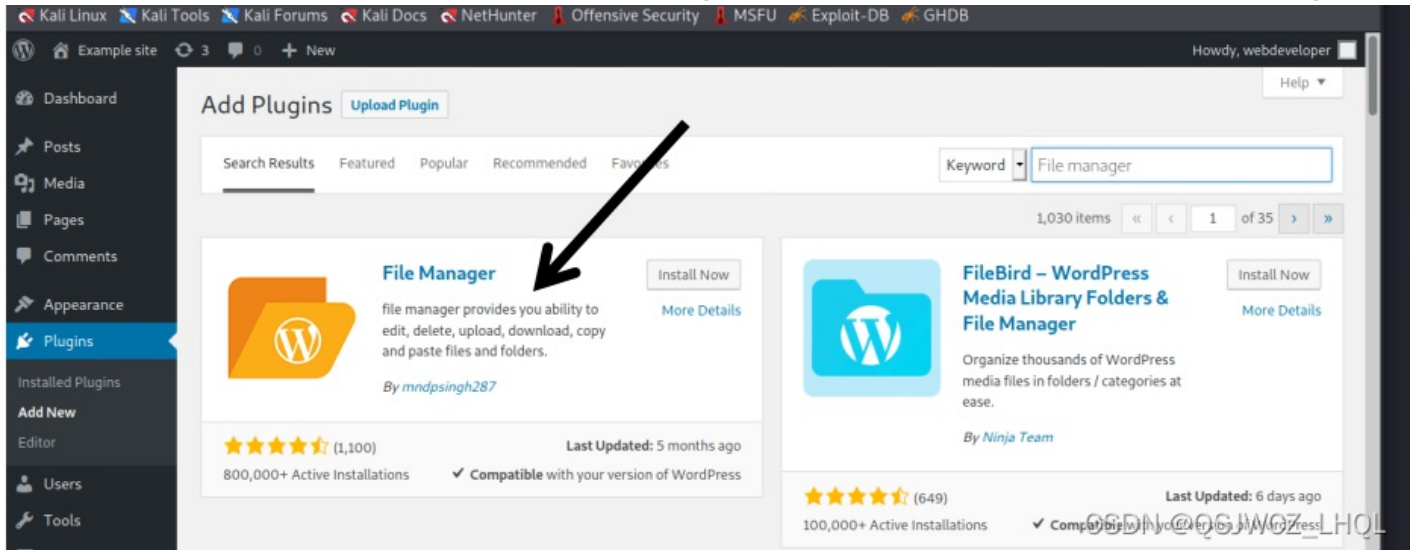 Kali Linux Kali Tools Kali Forums Kali Docs NetHunter Offensive Security MSFU Exploit-DB GHDB
Example site 3 0 + New Howdy, webdeveloper
Help ▼
Dashboard
Add Plugins Upload Plugin
Posts
Media
Pages
Comments
Appearance
Plugins
Installed Plugins
Add New
Editor
Users
Tools
Search Results Featured Popular Recommended
Keyword File manager
1,030 items « ‹ 1 of 35 › »
File Manager
Install Now
More Details
file manager provides you ability to
edit, delete, upload, download, copy
and paste files and folders.
By mndpsingh287
(1,100)
Last Updated: 5 months ago
800,000+ Active Installations
✔ Compatible with your version of WordPress
FileBird – WordPress
Media Library Folders &
File Manager
Install Now
More Details
Organize thousands of WordPress
media files in folders / categories at
ease.
By Ninja Team
(649)
Last Updated: 6 days ago
100,000+ Active Installations
✔ Compatible with your version of WordPress
CSDN @QSJWOZ_LHQL